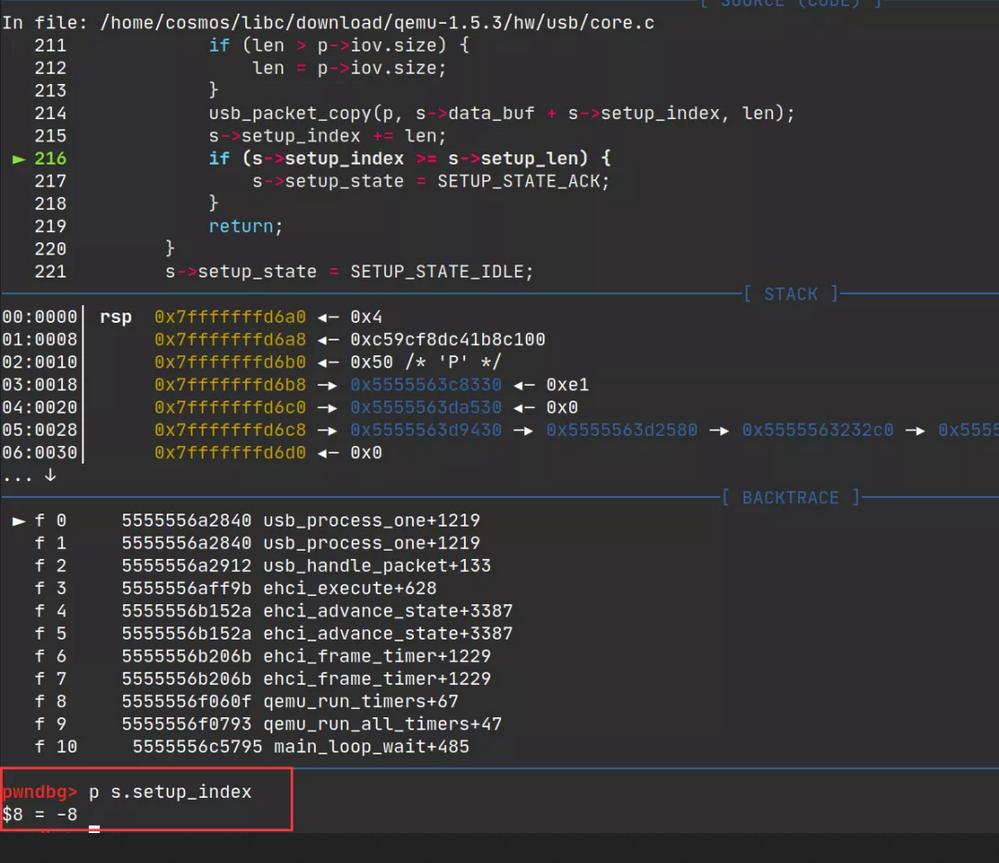 [ SOURCE (CODE) ]
In file: /home/cosmos/libc/download/qemu-1.5.3/hw/usb/core.c
211 if (len > p->iov.size) {
212 len = p->iov.size;
213 }
214 usb_packet_copy(p, s->data_buf + s->setup_index, len);
215 s->setup_index += len;
► 216 if (s->setup_index >= s->setup_len) {
217 s->setup_state = SETUP_STATE_ACK;
218 }
219 return;
220 }
221 s->setup_state = SETUP_STATE_IDLE;
[ STACK ]
00:0000│ rsp 0x7fffffffd6a0 ◂— 0x4
01:0008│ 0x7fffffffd6a8 ◂— 0xc59cf8dc41b8c100
02:0010│ 0x7fffffffd6b0 ◂— 0x50 /* 'P' */
03:0018│ 0x7fffffffd6b8 —▸ 0x5555563c8330 ◂— 0xe1
04:0020│ 0x7fffffffd6c0 —▸ 0x5555563da530 ◂— 0x0
05:0028│ 0x7fffffffd6c8 —▸ 0x5555563d9430 —▸ 0x5555563d2580 —▸ 0x5555563232c0 —▸ 0x5555
06:0030│ 0x7fffffffd6d0 ◂— 0x0
... ↓
[ BACKTRACE ]
► f 0 5555556a2840 usb_process_one+1219
f 1 5555556a2840 usb_process_one+1219
f 2 5555556a2912 usb_handle_packet+133
f 3 5555556aff9b ehci_execute+628
f 4 5555556b152a ehci_advance_state+3387
f 5 5555556b152a ehci_advance_state+3387
f 6 5555556b206b ehci_frame_timer+1229
f 7 5555556b206b ehci_frame_timer+1229
f 8 5555556f060f qemu_run_timers+67
f 9 5555556f0793 qemu_run_all_timers+47
f 10 5555556c5795 main_loop_wait+485
pwndbg> p s.setup_index
$8 = -8